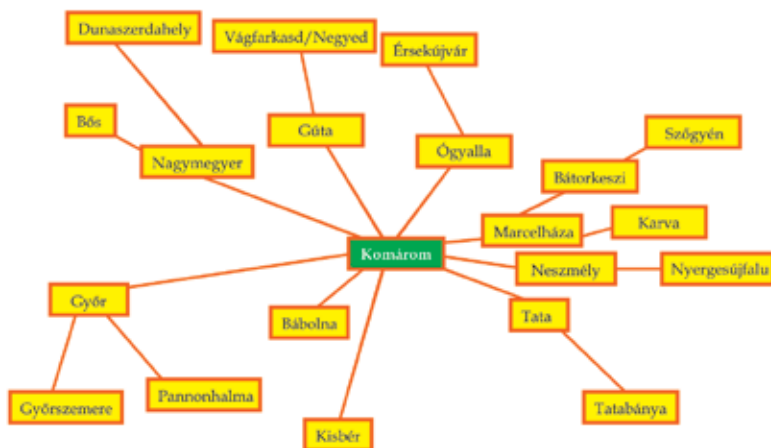 Dunaszerdahely
Vágfarkasd/Negyed
Érsekújvár
Bős
Gúta
Szőgyén
Nagymegyer
Ógyalla
Bátorkeszi
Marcelháza
Karva
Komárom
Neszmély
Nyergesújfalu
Győr
Bábolna
Tata
Győrszemere
Pannonhalma
Tatabánya
Kisbér